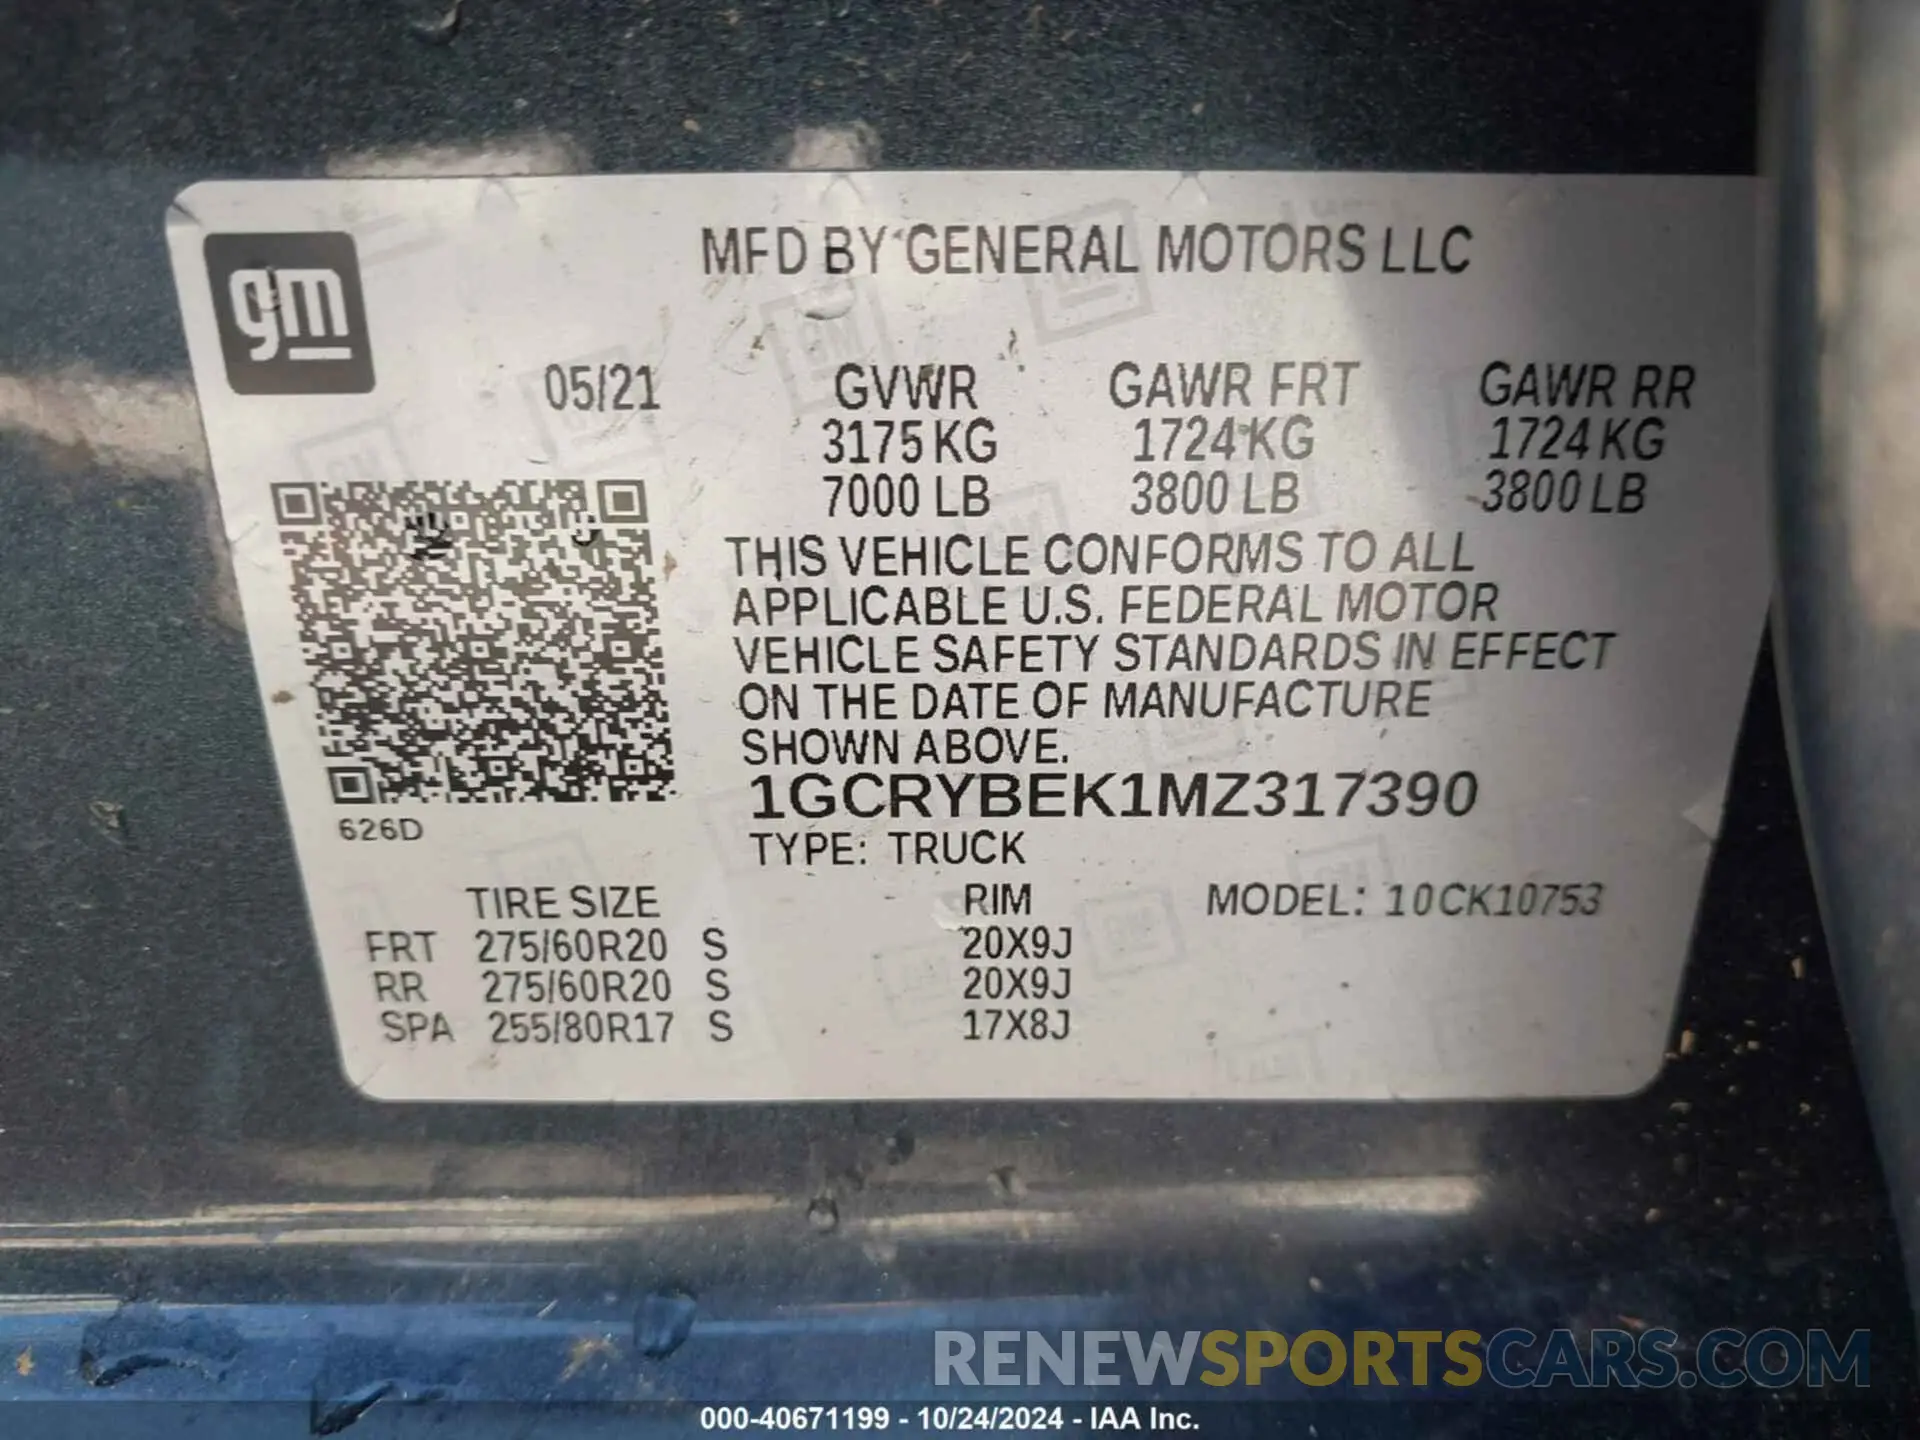 gm
MFD BY GENERAL MOTORS LLC
05/21 GVWR GAWR FRT GAWR RR
3175 KG 1724 KG 1724 KG
7000 LB 3800 LB 3800 LB
THIS VEHICLE CONFORMS TO ALL
APPLICABLE U.S. FEDERAL MOTOR
VEHICLE SAFETY STANDARDS IN EFFECT
ON THE DATE OF MANUFACTURE
SHOWN ABOVE.
1GCRYBEK1MZ317390
626D
TYPE: TRUCK
TIRE SIZE RIM MODEL: 10CK10753
FRT 275/60R20 S 20X9J
RR 275/60R20 S 20X9J
SPA 255/80R17 S 17X8J
RENEWSPORTSCARS.COM
000-40671199 - 10/24/2024 - IAA Inc.